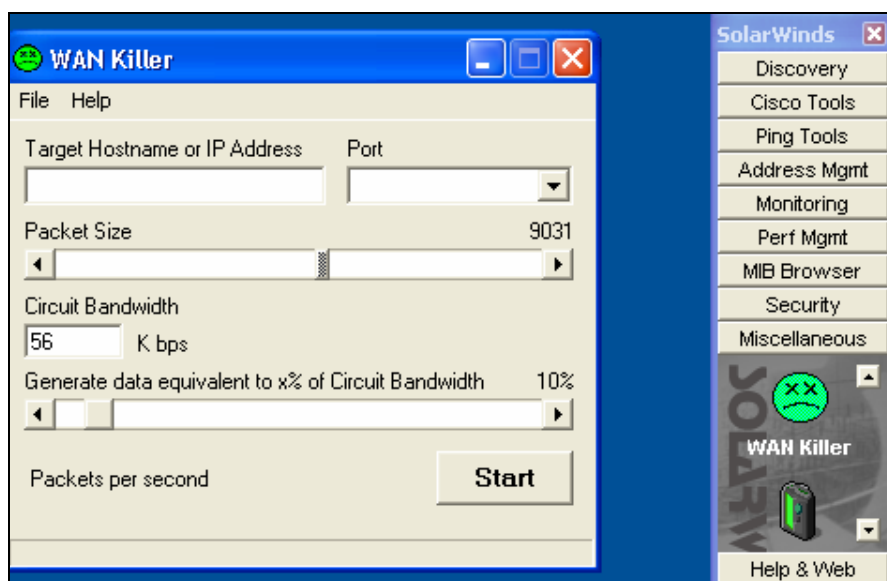 WAN Killer
File Help
Target Hostname or IP Address Port
Packet Size 9031
Circuit Bandwidth
56 K bps
Generate data equivalent to x% of Circuit Bandwidth 10%
Packets per second Start
SolarWinds
Discovery
Cisco Tools
Ping Tools
Address Mgmt
Monitoring
Perf Mgmt
MIB Browser
Security
Miscellaneous
SOLARW
WAN Killer
Help & Web